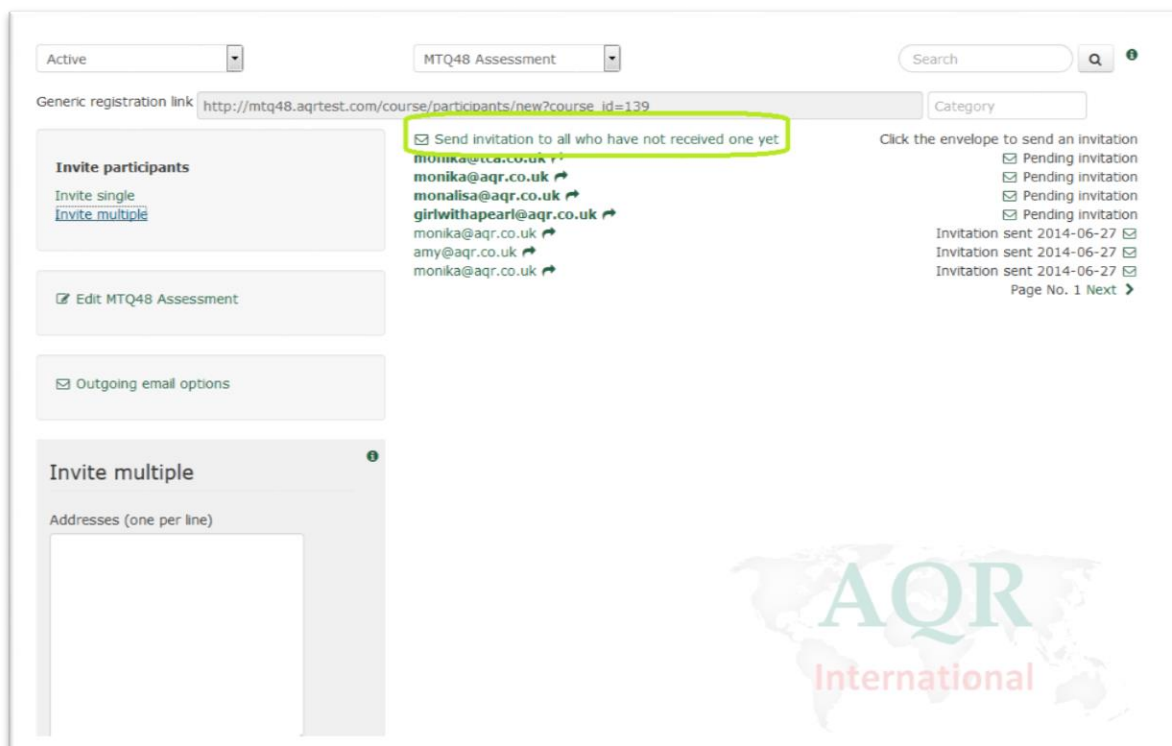 Active
MTQ48 Assessment
Search
Generic registration link http://mtq48.aqrtest.com/course/participants/new?course_id=139
Category
Send invitation to all who have not received one yet
Click the envelope to send an invitation
monika@tca.co.uk
Pending invitation
monika@aqr.co.uk
Pending invitation
monalisa@aqr.co.uk
Pending invitation
girlwithapearl@aqr.co.uk
Pending invitation
monika@aqr.co.uk
Invitation sent 2014-06-27
amy@aqr.co.uk
Invitation sent 2014-06-27
monika@aqr.co.uk
Invitation sent 2014-06-27
Page No. 1 Next
Invite participants
Invite single
Invite multiple
Edit MTQ48 Assessment
Outgoing email options
Invite multiple
Addresses (one per line)
AQR
International